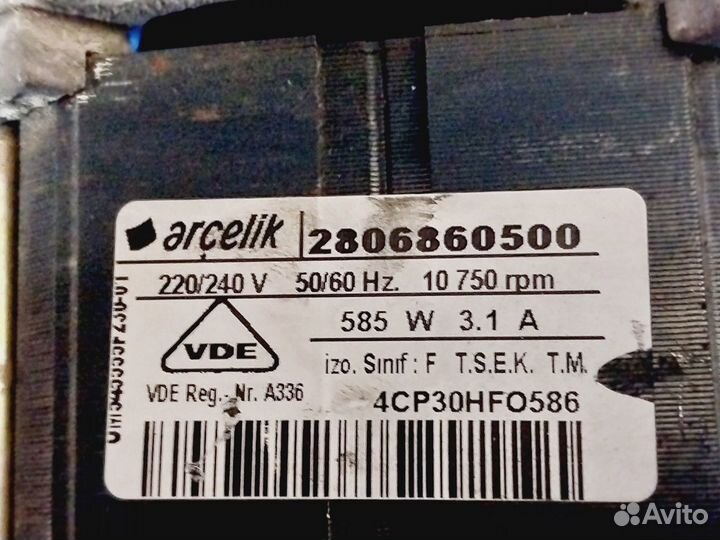 arçelik 2806860500
220/240 V 50/60 Hz. 10 750 rpm
585 W 3.1 A
VDE
izo. Sınıf : F T.S.E.K. T.M.
VDE Reg.- Nr. A336
4CP30HFO586
Avito